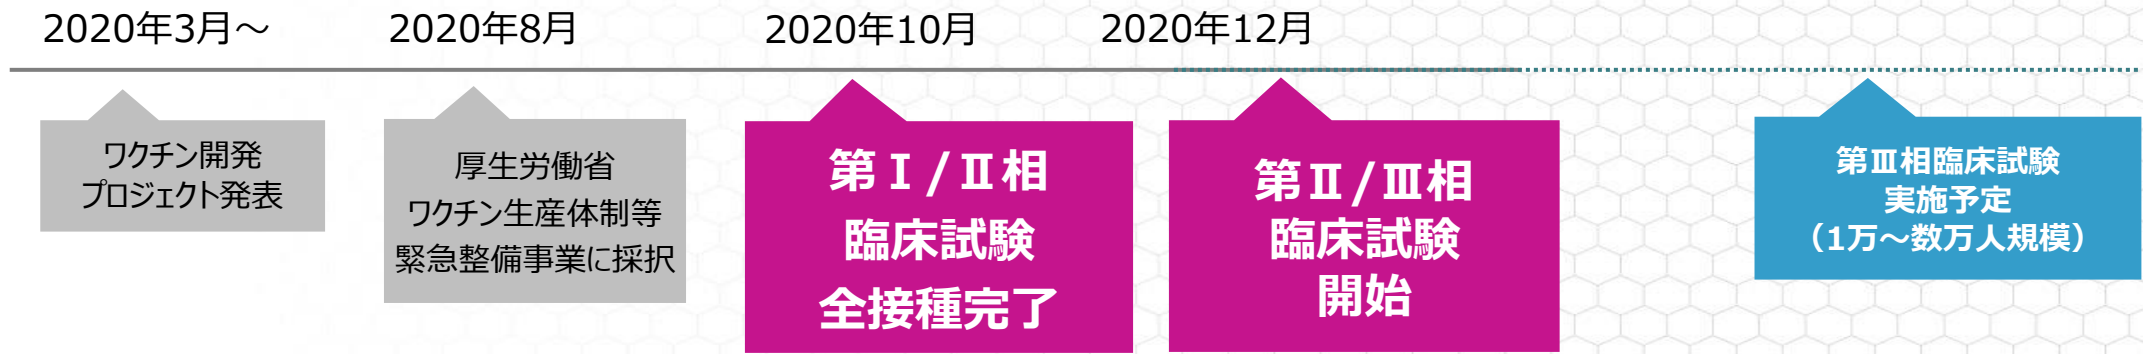 2020年3月～
2020年8月
2020年10月
2020年12月
ワクチン開発
プロジェクト発表
厚生労働省
ワクチン生産体制等
緊急整備事業に採択
第Ⅰ/Ⅱ相
臨床試験
全接種完了
第Ⅱ/Ⅲ相
臨床試験
開始
第Ⅲ相臨床試験
実施予定
（1万～数万人規模）